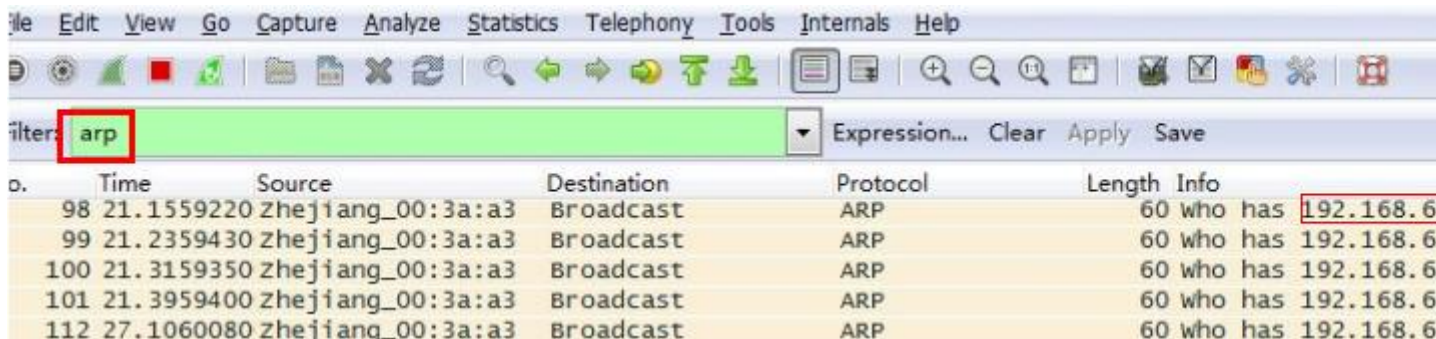 ile Edit View Go Capture Analyze Statistics Telephony Tools Internals Help
ilter: arp Expression... Clear Apply Save
o. Time Source Destination Protocol Length Info
98 21.1559220 Zhejiang_00:3a:a3 Broadcast ARP 60 who has 192.168.6
99 21.2359430 Zhejiang_00:3a:a3 Broadcast ARP 60 who has 192.168.6
100 21.3159350 Zhejiang_00:3a:a3 Broadcast ARP 60 who has 192.168.6
101 21.3959400 Zhejiang_00:3a:a3 Broadcast ARP 60 who has 192.168.6
112 27.1060080 Zhejiang_00:3a:a3 Broadcast ARP 60 who has 192.168.6